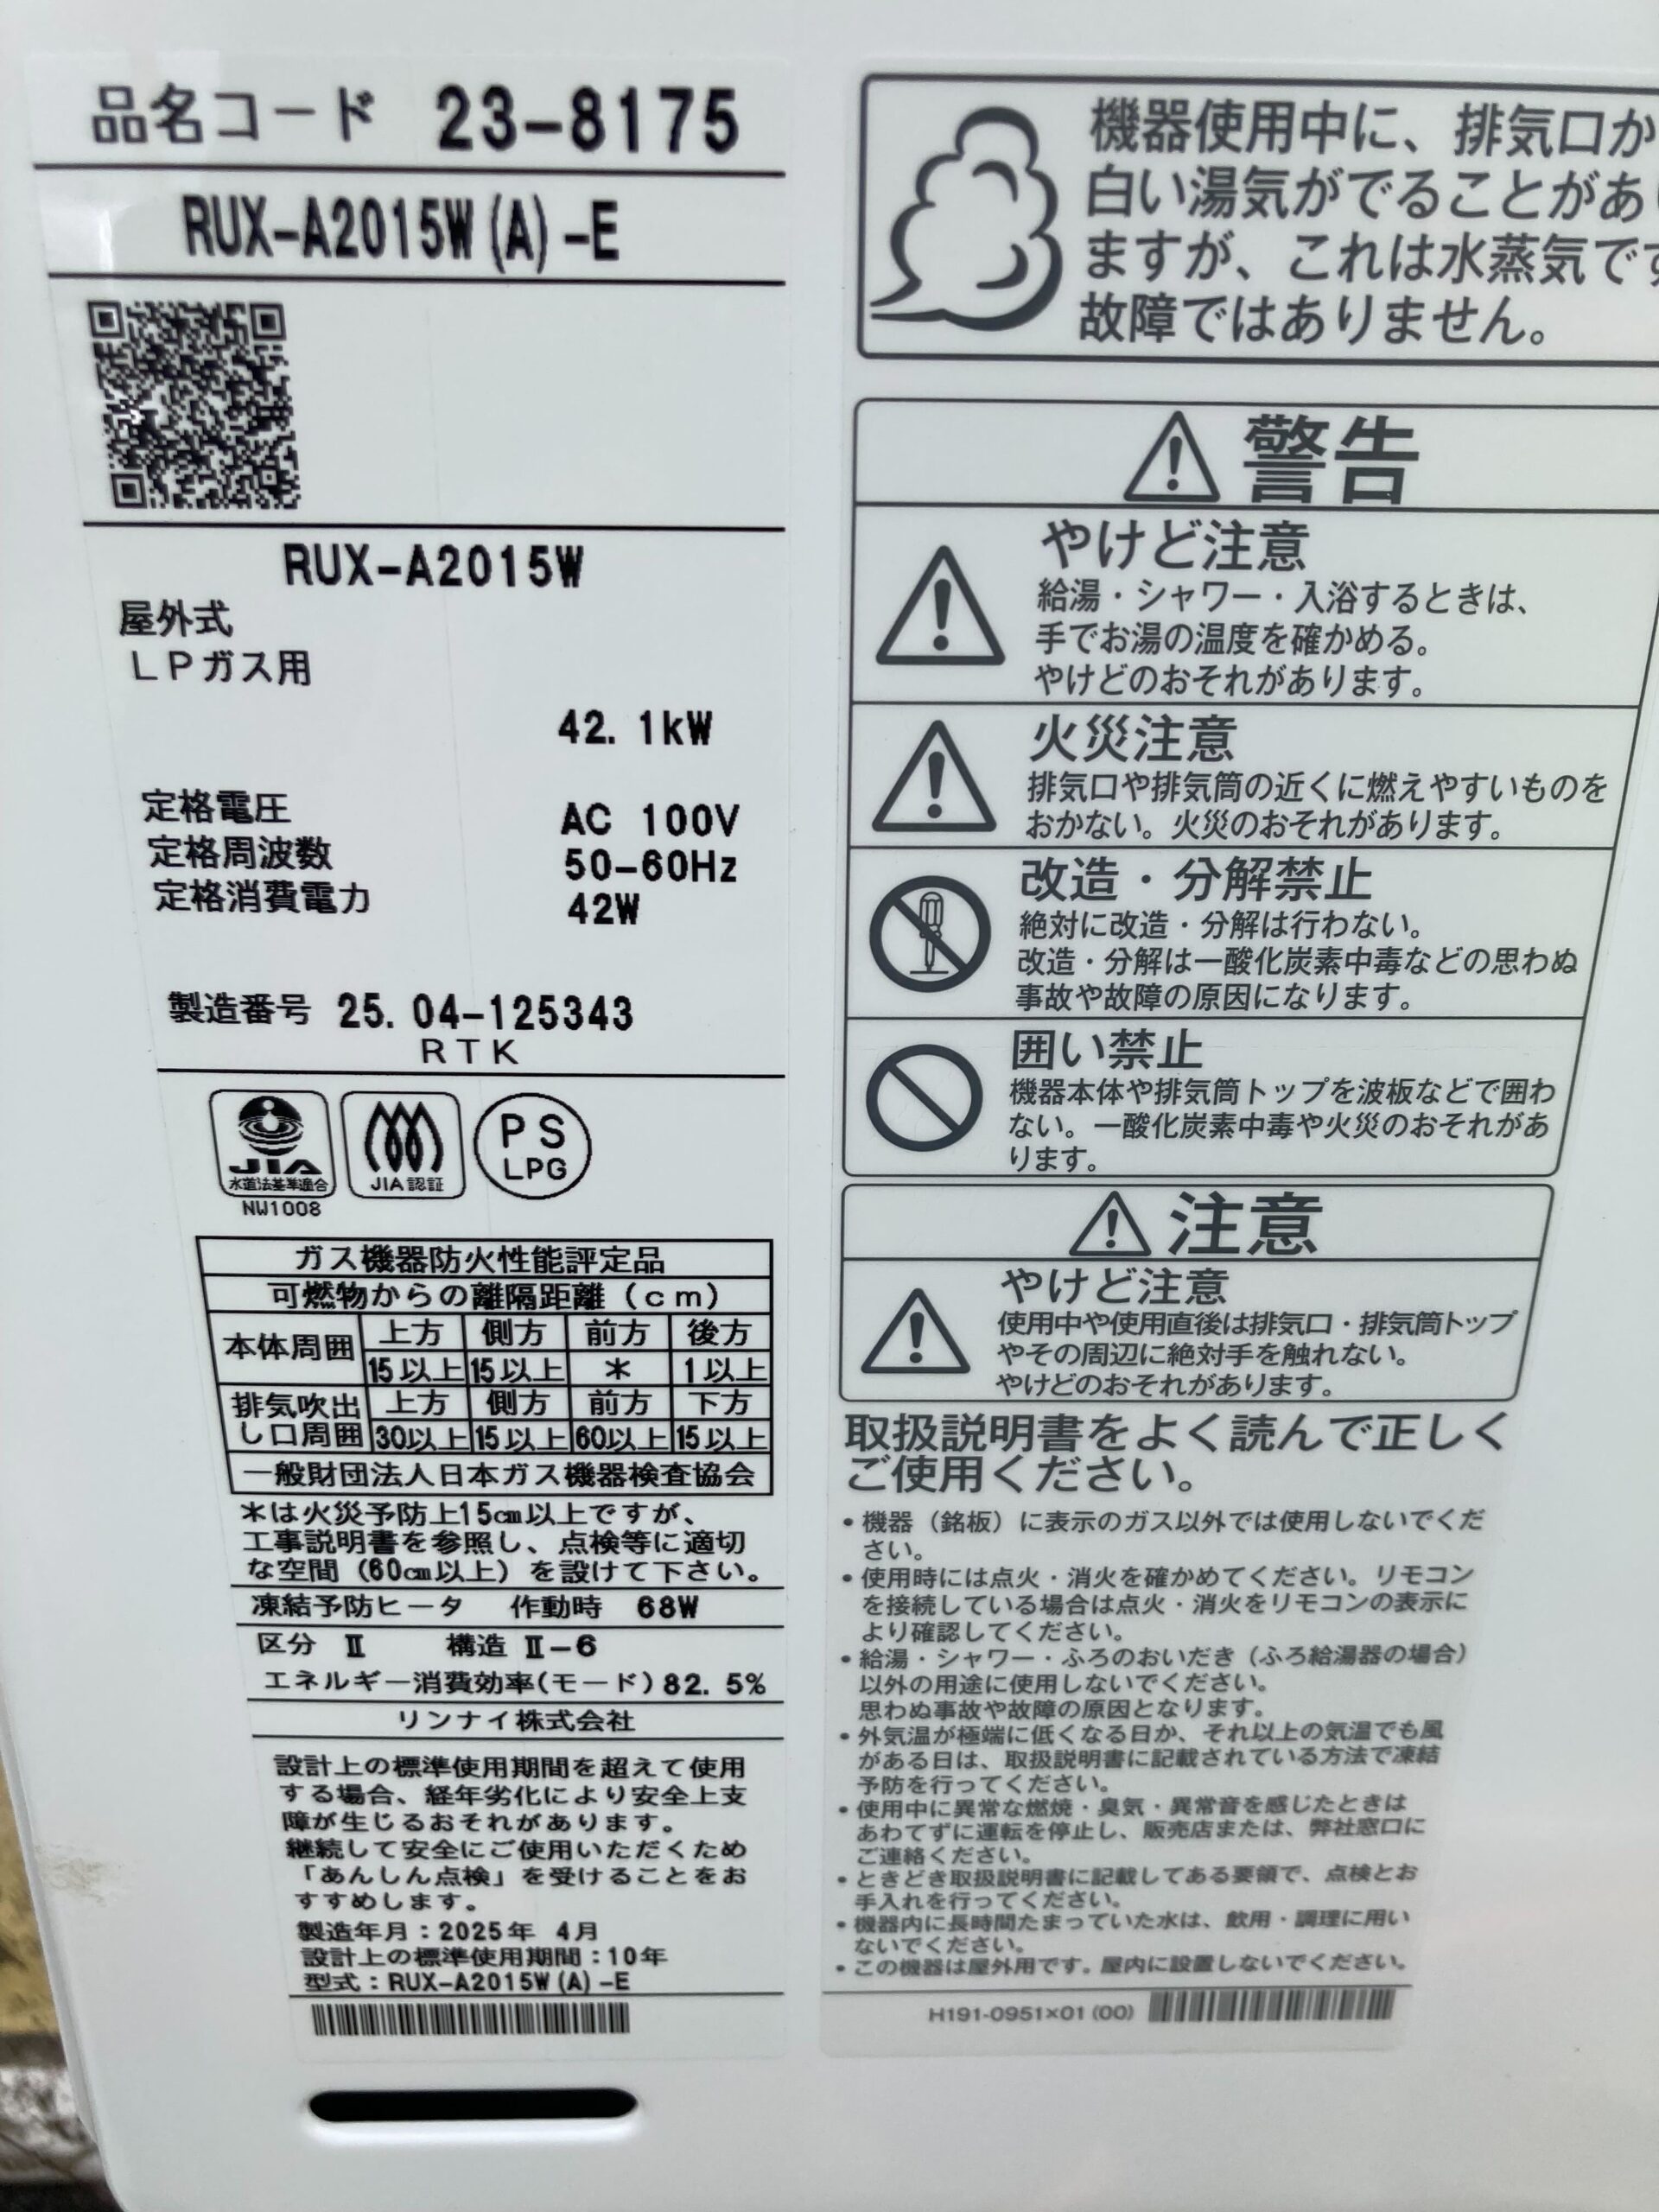 品名コード 23-8175
RUX-A2015W(A)-E
RUX-A2015W
屋外式
LPガス用
42.1kW
定格電圧 AC 100V
定格周波数 50-60Hz
定格消費電力 42W
製造番号 25.04-125343
RTK
JIA
水道法基準適合
NW1008
JIA認証
PS
LPG
ガス機器防火性能評定品
可燃物からの離隔距離(cm)
本体周囲 上方 側方 前方 後方
15以上 15以上 * 1以上
排気吹出し口周囲 上方 側方 前方 下方
30以上 15以上 60以上 15以上
一般財団法人日本ガス機器検査協会
*は火災予防上15cm以上ですが、
工事説明書を参照し、点検等に適切
な空間(60cm以上)を設けて下さい。
凍結予防ヒータ 作動時 68W
区分 Ⅱ 構造 Ⅱ-6
エネルギー消費効率(モード)82.5%
リンナイ株式会社
設計上の標準使用期間を超えて使用
する場合、経年劣化により安全上支
障が生じるおそれがあります。
継続して安全にご使用いただくため
「あんしん点検」を受けることをお
すすめします。
製造年月:2025年 4月
設計上の標準使用期間:10年
型式:RUX-A2015W(A)-E
機器使用中に、排気口か
白い湯気がでることがあ
ますが、これは水蒸気で
故障ではありません。
警告
やけど注意
給湯・シャワー・入浴するときは、
手でお湯の温度を確かめる。
やけどのおそれがあります。
火災注意
排気口や排気筒の近くに燃えやすいものを
おかない。火災のおそれがあります。
改造・分解禁止
絶対に改造・分解は行わない。
改造・分解は一酸化炭素中毒などの思わぬ
事故や故障の原因になります。
囲い禁止
機器本体や排気筒トップを波板などで囲わ
ない。一酸化炭素中毒や火災のおそれがあ
ります。
注意
やけど注意
使用中や使用直後は排気口・排気筒トップ
やその周辺に絶対手を触れない。
やけどのおそれがあります。
取扱説明書をよく読んで正しく
ご使用ください。
・機器（銘板）に表示のガス以外では使用しないでくだ
さい。
・使用時には点火・消火を確かめてください。リモコン
を接続している場合は点火・消火をリモコンの表示に
より確認してください。
・給湯・シャワー・ふろのおいだき（ふろ給湯器の場合）
以外の用途に使用しないでください。
思わぬ事故や故障の原因となります。
・外気温が極端に低くなる日か、それ以上の気温でも風
がある日は、取扱説明書に記載されている方法で凍結
予防を行ってください。
・使用中に異常な燃焼・臭気・異常音を感じたときは
あわてずに運転を停止し、販売店または、弊社窓口に
ご連絡ください。
・ときどき取扱説明書に記載してある要領で、点検とお
手入れを行ってください。
・機器内に長時間たまっていた水は、飲用・調理に用い
ないでください。
・この機器は屋外用です。屋内に設置しないでください。
H191-0951×01(00)